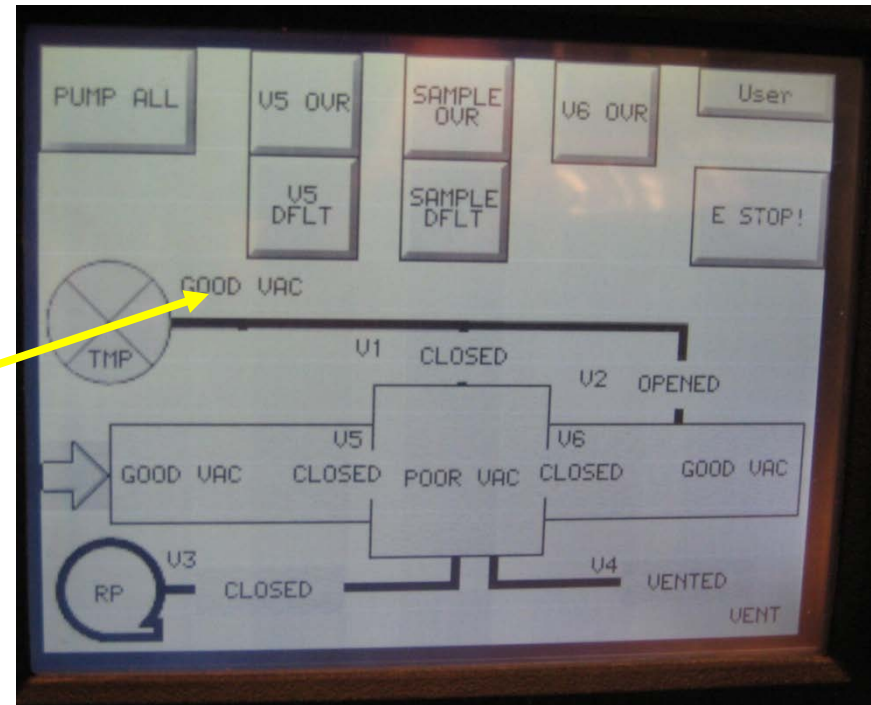 PUMP ALL
V5 OVR
SAMPLE
OVR
V6 OVR
User
V5
DFLT
SAMPLE
DFLT
E STOP!
GOOD VAC
TMP
V1
CLOSED
V2
OPENED
V5
V6
GOOD VAC
CLOSED
POOR VAC
CLOSED
GOOD VAC
V3
V4
RP
CLOSED
VENTED
VENT